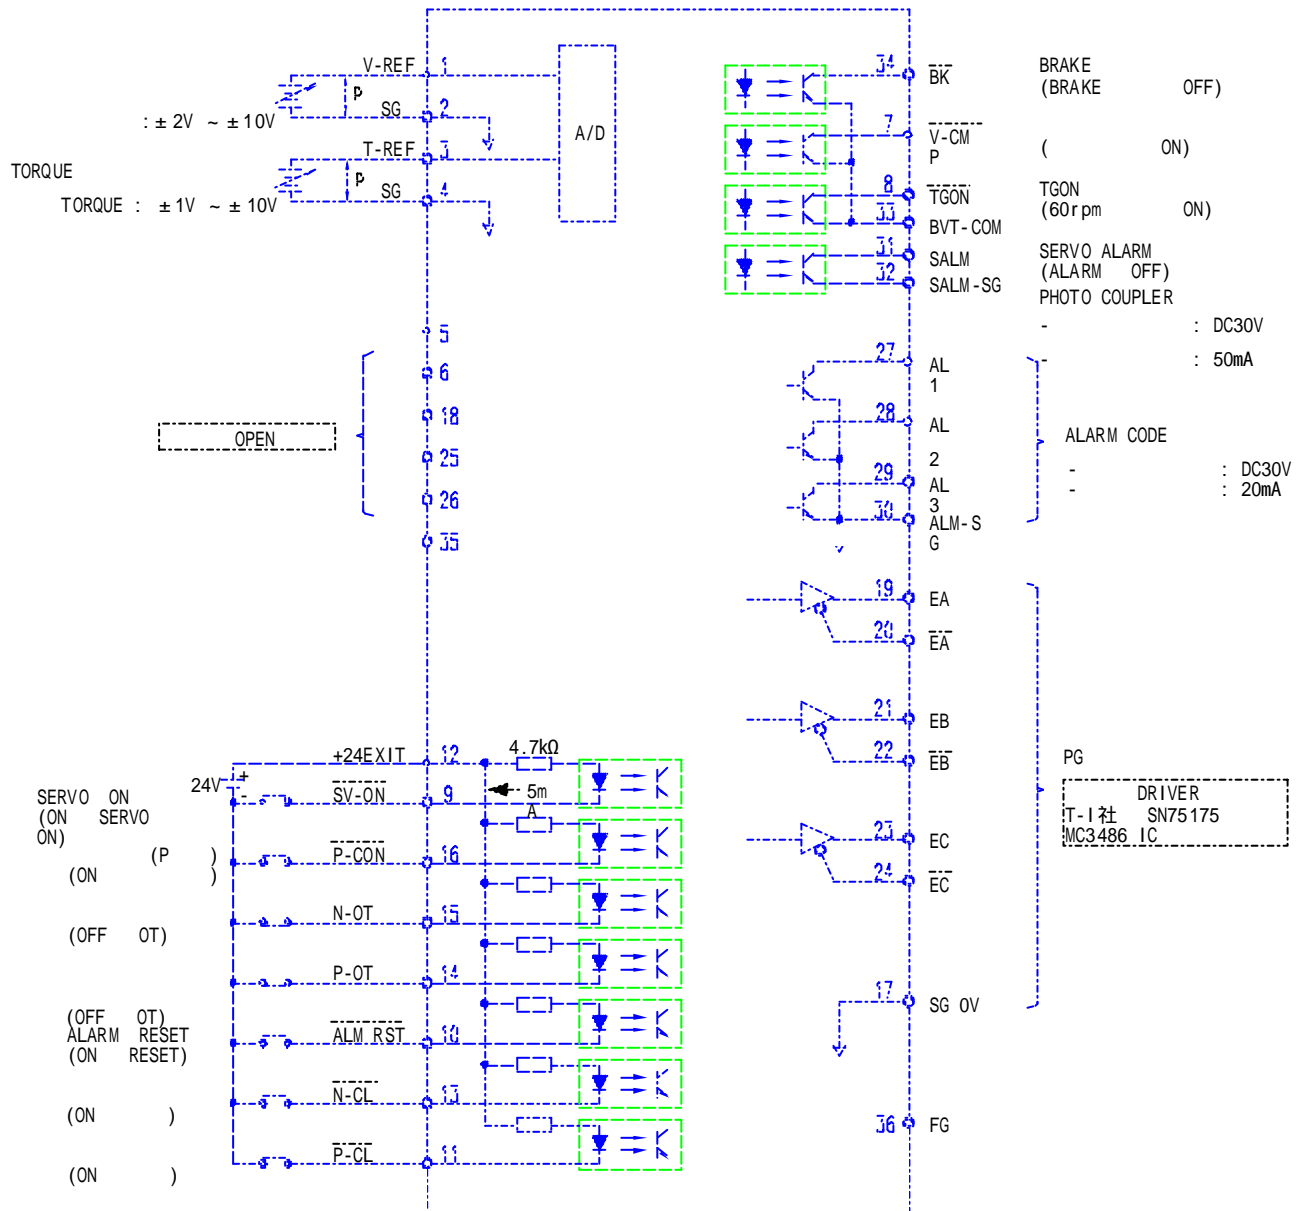 V-REF 1
P
SG 2
: ± 2V ~ ± 10V
T-REF 3
TORQUE
P
SG 4
TORQUE : ± 1V ~ ± 10V
A/D
5
6
18
OPEN
25
26
35
+24EXIT 12
4.7kΩ
24V
+
-
SV-ON 9
5m
A
SERVO ON
(ON SERVO
ON)
(P )
(ON )
P-CON 16
N-OT 15
(OFF OT)
P-OT 14
(OFF OT)
ALARM RESET
(ON RESET)
ALM RST 10
N-CL 13
(ON )
P-CL 11
(ON )
34 BK
BRAKE
(BRAKE OFF)
7 V-CM
P
( ON)
8 TGON
TGON
(60rpm ON)
33 BVT-COM
31 SALM
SERVO ALARM
(ALARM OFF)
32 SALM-SG
PHOTO COUPLER
- : DC30V
- : 50mA
27 AL
1
28 AL
2
29 AL
3
30 ALM-S
G
ALARM CODE
- : DC30V
- : 20mA
19 EA
20 EA
21 EB
22 EB
23 EC
24 EC
PG
DRIVER
T-I社 SN75175
MC3486 IC
17 SG 0V
36 FG